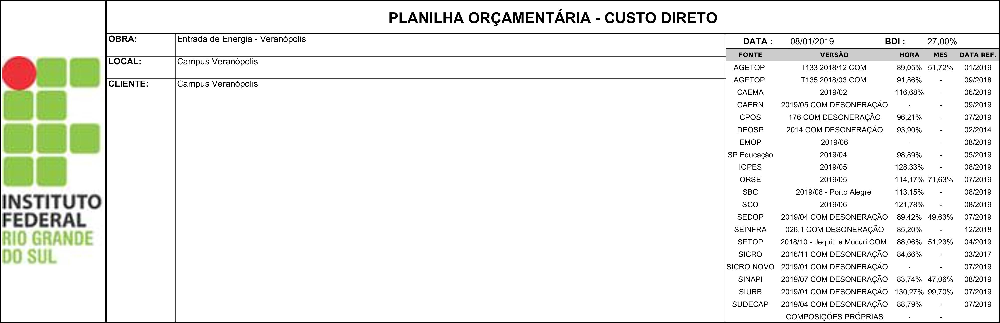 PLANILHA ORÇAMENTÁRIA - CUSTO DIRETO
OBRA: Entrada de Energia - Veranópolis
LOCAL: Campus Veranópolis
CLIENTE: Campus Veranópolis
INSTITUTO
FEDERAL
RIO GRANDE
DO SUL
DATA : 08/01/2019 BDI : 27,00%
FONTE VERSÃO HORA MES DATA REF.
AGETOP T133 2018/12 COM 89,05% 51,72% 01/2019
AGETOP T135 2018/03 COM 91,86% - 09/2018
CAEMA 2019/02 116,68% - 06/2019
CAERN 2019/05 COM DESONERAÇÃO - - 09/2019
CPOS 176 COM DESONERAÇÃO 96,21% - 07/2019
DEOSP 2014 COM DESONERAÇÃO 93,90% - 02/2014
EMOP 2019/06 - - 08/2019
SP Educação 2019/04 98,89% - 05/2019
IOPES 2019/05 128,33% - 08/2019
ORSE 2019/05 114,17% 71,63% 07/2019
SBC 2019/08 - Porto Alegre 113,15% - 08/2019
SCO 2019/06 121,78% - 08/2019
SEDOP 2019/04 COM DESONERAÇÃO 89,42% 49,63% 07/2019
SEINFRA 026.1 COM DESONERAÇÃO 85,20% - 12/2018
SETOP 2018/10 - Jequit. e Mucuri COM 88,06% 51,23% 04/2019
SICRO 2016/11 COM DESONERAÇÃO 84,66% - 03/2017
SICRO NOVO 2019/01 COM DESONERAÇÃO - - 07/2019
SINAPI 2019/07 COM DESONERAÇÃO 83,74% 47,06% 08/2019
SIURB 2019/01 COM DESONERAÇÃO 130,27% 99,70% 07/2019
SUDECAP 2019/04 COM DESONERAÇÃO 88,79% - 07/2019
COMPOSIÇÕES PRÓPRIAS - -